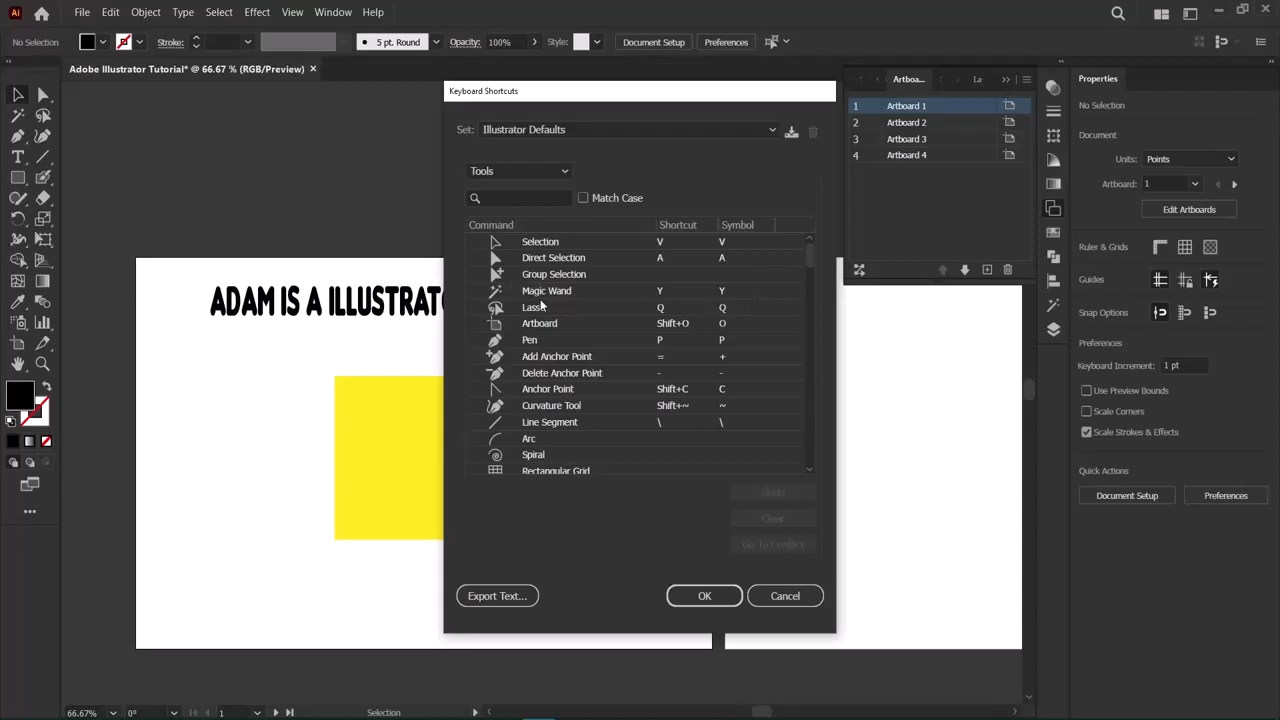 Ai File Edit Object Type Select Effect View Window Help
No Selection Stroke: 5 pt. Round Opacity: 100% Style: Document Setup Preferences
Adobe Illustrator Tutorial* @ 66.67 % (RGB/Preview) ×
Keyboard Shortcuts
Set: Illustrator Defaults
Tools
Match Case
Command Shortcut Symbol
Selection V V
Direct Selection A A
Group Selection
Magic Wand Y Y
Lasso Q Q
Artboard Shift+O O
Pen P P
Add Anchor Point = +
Delete Anchor Point - -
Anchor Point Shift+C C
Curvature Tool Shift+~ ~
Line Segment \ \
Arc
Spiral
Rectangular Grid
Undo
Clear
Go To Conflict
Export Text... OK Cancel
ADAM IS A ILLUSTRATO
Artboa... La
1 Artboard 1
2 Artboard 2
3 Artboard 3
4 Artboard 4
Properties
No Selection
Document
Units: Points
Artboard: 1
Edit Artboards
Ruler & Grids
Guides
Snap Options
Preferences
Keyboard Increment: 1 pt
Use Preview Bounds
Scale Corners
Scale Strokes & Effects
Quick Actions
Document Setup Preferences
66.67% 0° 1 Selection